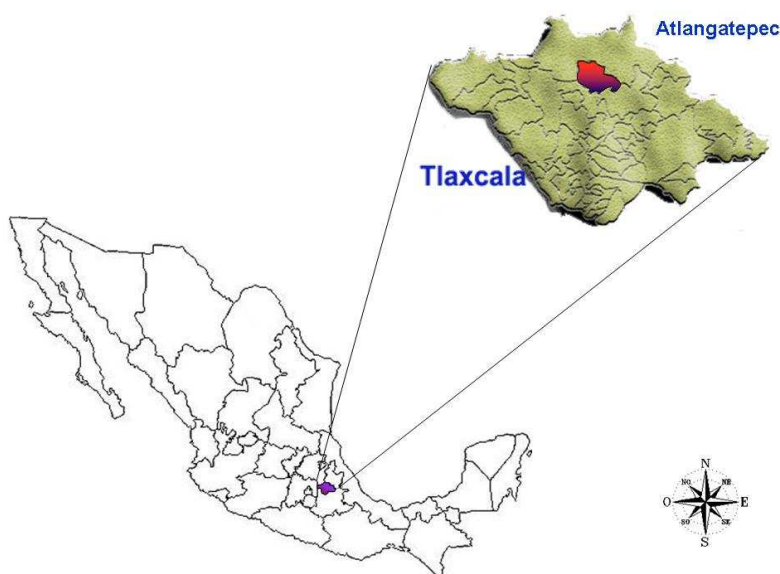 Atlangatepec
Tlaxcala
N
NO NE
O E
SO SE
S